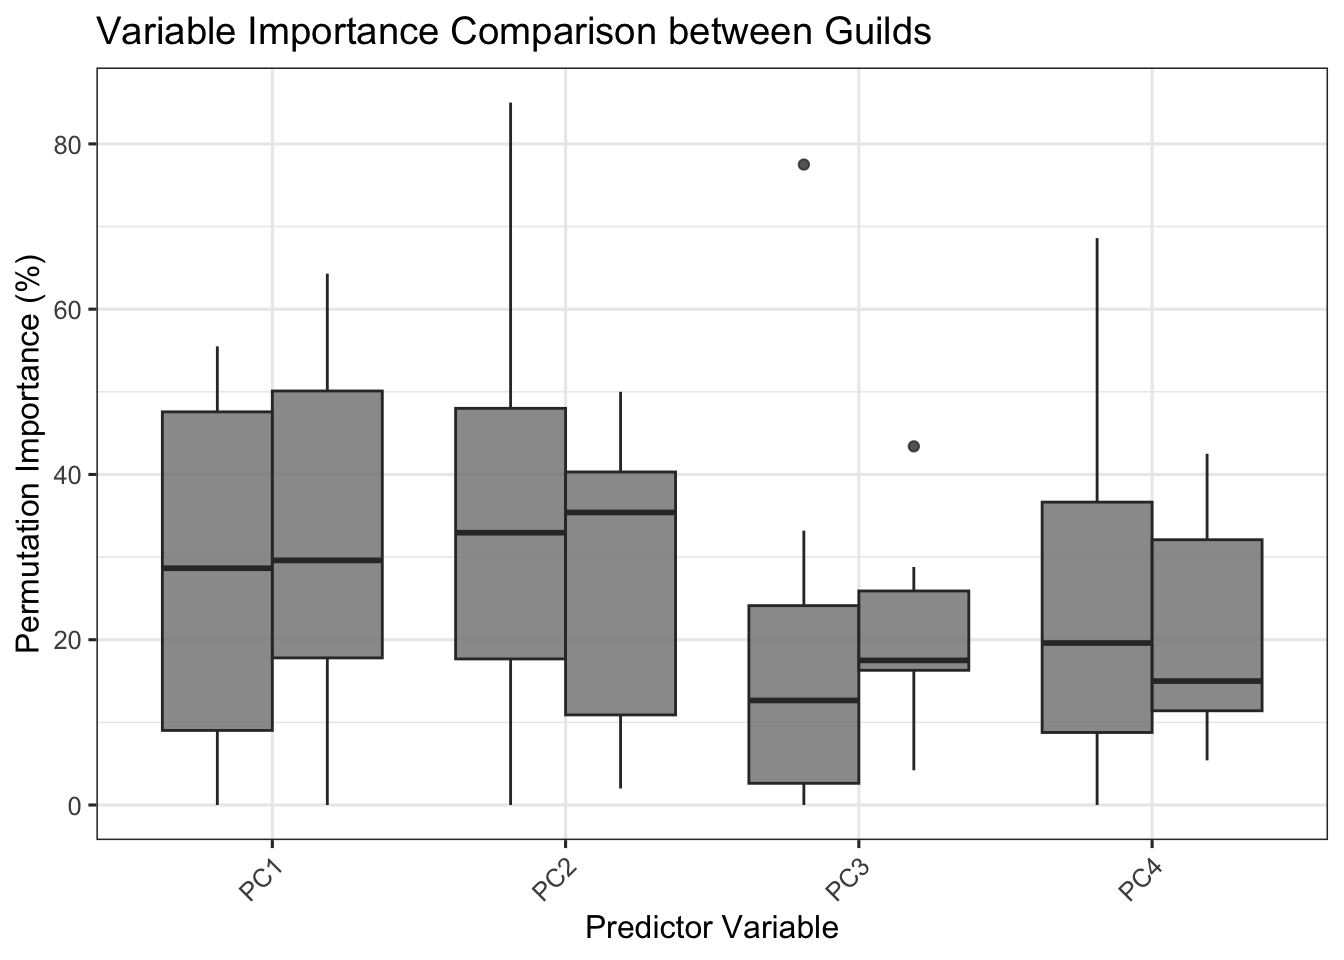 Variable Importance Comparison between Guilds
Permutation Importance (%)
80
60
40
20
0
PC1
PC2
PC3
PC4
Predictor Variable